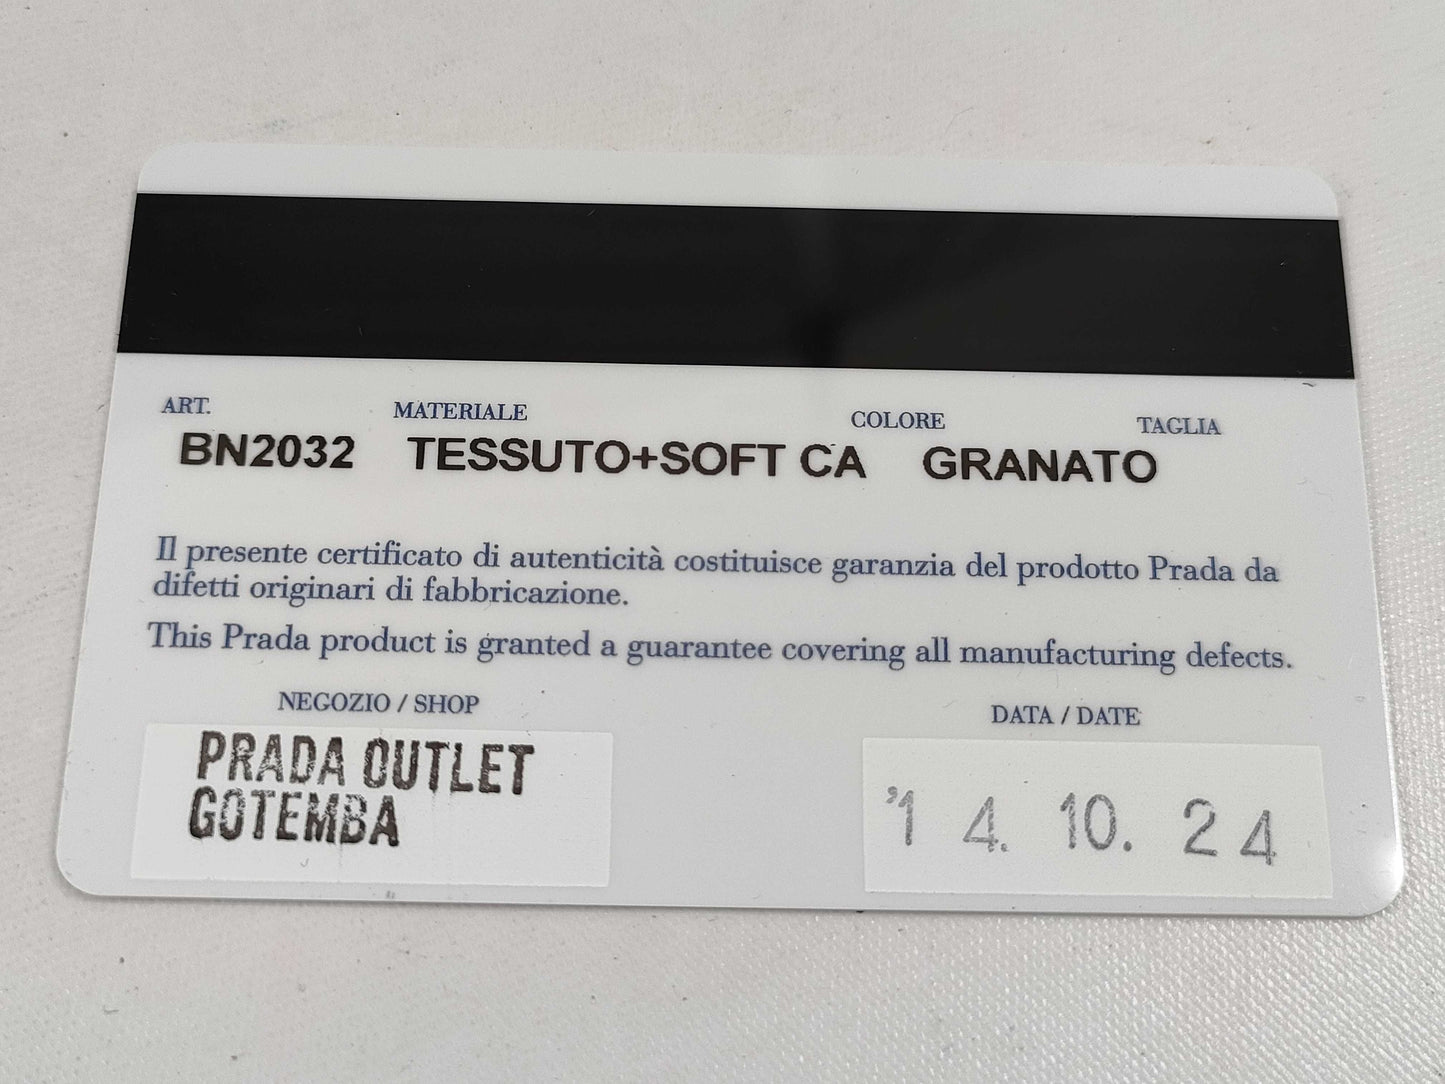 ART. MATERIALE COLORE TAGLIA
BN2032 TESSUTO+SOFT CA GRANATO
Il presente certificato di autenticità costituisce garanzia del prodotto Prada da
difetti originari di fabbricazione.
This Prada product is granted a guarantee covering all manufacturing defects.
NEGOZIO / SHOP DATA / DATE
PRADA OUTLET
GOTEMBA
'14.10.24